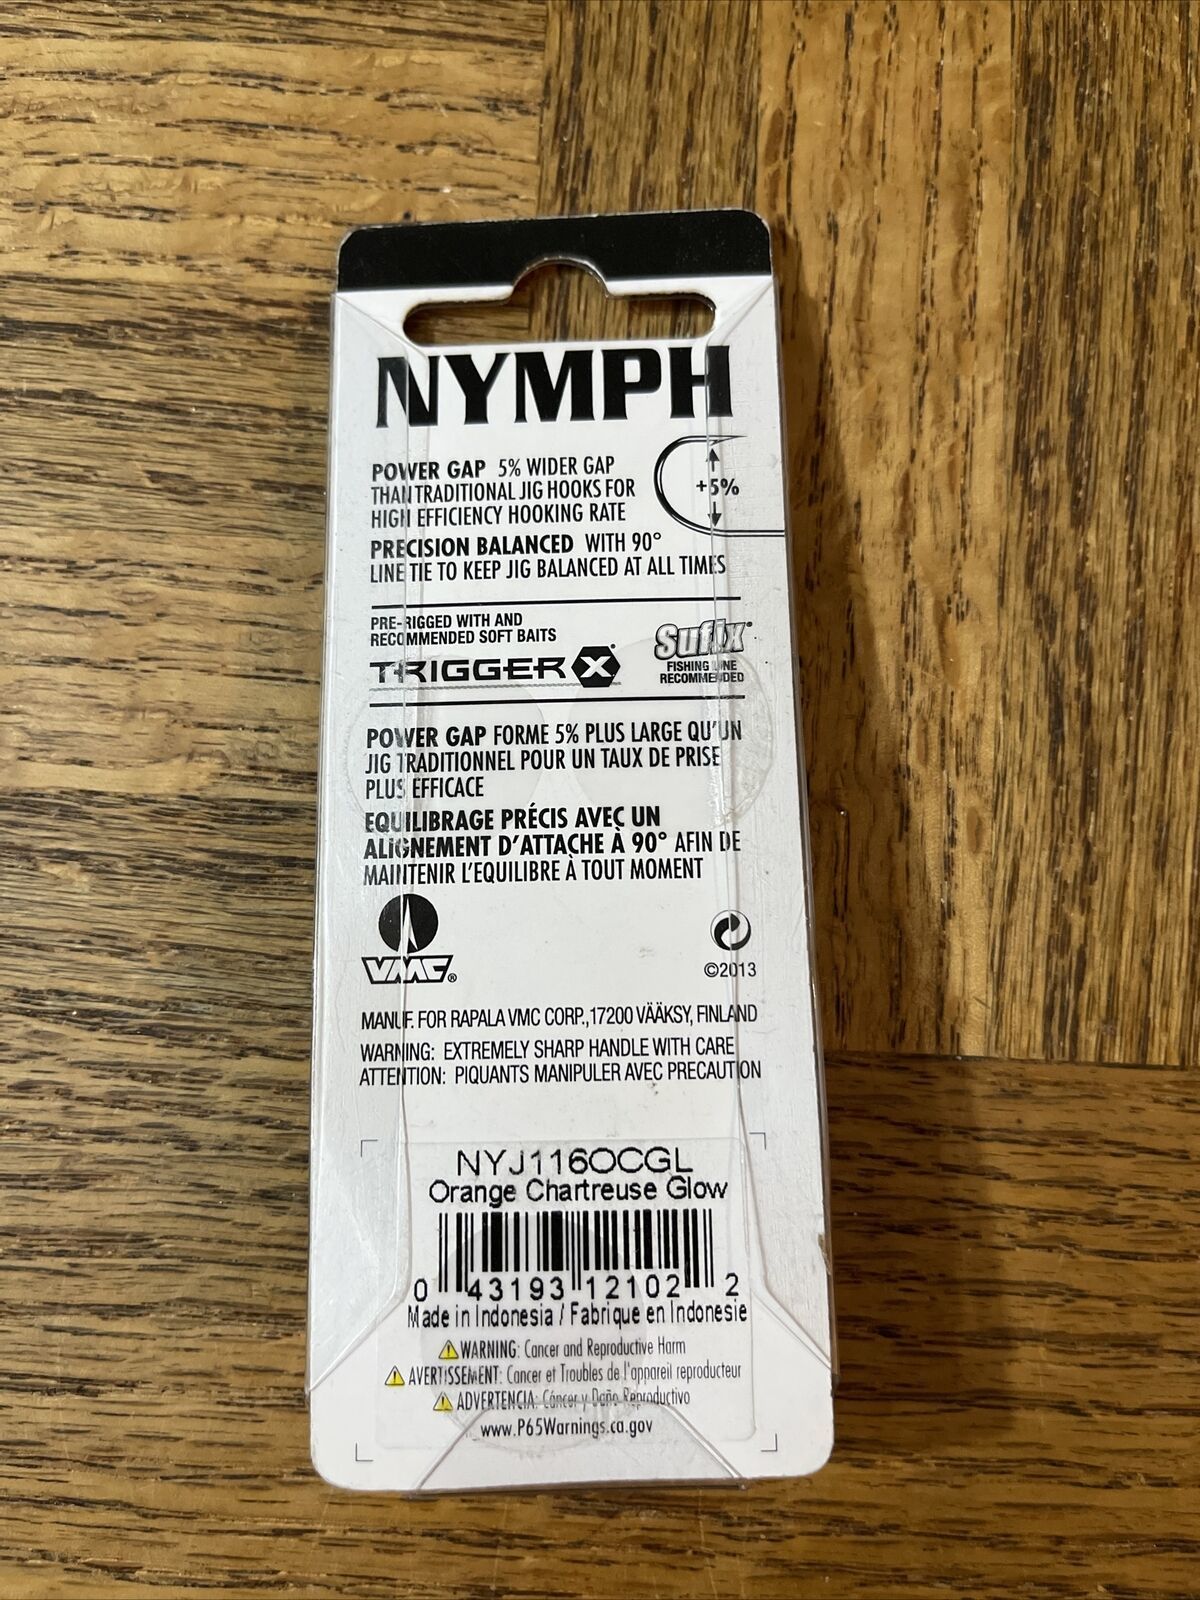 NYMPH
POWER GAP 5% WIDER GAP
THAN TRADITIONAL JIG HOOKS FOR
HIGH EFFICIENCY HOOKING RATE
+5%
PRECISION BALANCED WITH 90°
LINE TIE TO KEEP JIG BALANCED AT ALL TIMES
PRE-RIGGED WITH AND
RECOMMENDED SOFT BAITS
TRIGGER X
Sufix®
FISHING LINE
RECOMMENDED
POWER GAP FORME 5% PLUS LARGE QU'UN
JIG TRADITIONNEL POUR UN TAUX DE PRISE
PLUS EFFICACE
EQUILIBRAGE PRÉCIS AVEC UN
ALIGNEMENT D'ATTACHE À 90° AFIN DE
MAINTENIR L'EQUILIBRE À TOUT MOMENT
VMC®
©2013
MANUF. FOR RAPALA VMC CORP.,17200 VÄÄKSY, FINLAND
WARNING: EXTREMELY SHARP HANDLE WITH CARE
ATTENTION: PIQUANTS MANIPULER AVEC PRECAUTION
NYJ116OCGL
Orange Chartreuse Glow
0 43193 12102 2
Made in Indonesia / Fabrique en Indonesie
WARNING: Cancer and Reproductive Harm
AVERTISSEMENT: Cancer et Troubles de l'appareil reproducteur
ADVERTENCIA: Cáncer y Daño Reproductivo
www.P65Warnings.ca.gov